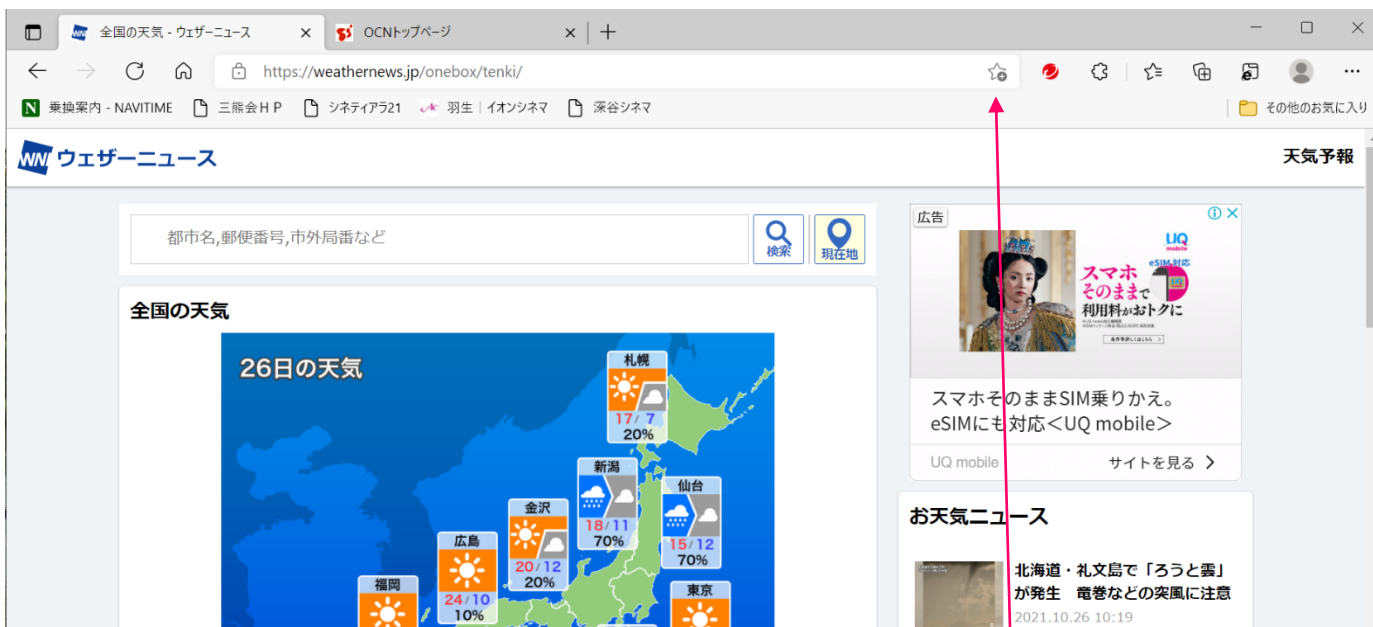 全国の天気 - ウェザーニュース
OCNトップページ
https://weathernews.jp/onebox/tenki/
乗換案内 - NAVITIME
三熊会ＨＰ
シネティアラ21
羽生｜イオンシネマ
深谷シネマ
その他のお気に入り
WN ウェザーニュース
天気予報
都市名,郵便番号,市外局番など
検索
現在地
広告
UQ
mobile
eSIM対応
スマホ
そのままで
利用料がおトクに
スマホそのままSIM乗りかえ。
eSIMにも対応＜UQ mobile＞
UQ mobile
サイトを見る
全国の天気
26日の天気
札幌
17/ 7
20%
新潟
18/11
70%
仙台
15/12
70%
金沢
20/12
20%
広島
24/10
10%
福岡
東京
お天気ニュース
北海道・礼文島で「ろうと雲」
が発生　竜巻などの突風に注意
2021.10.26 10:19